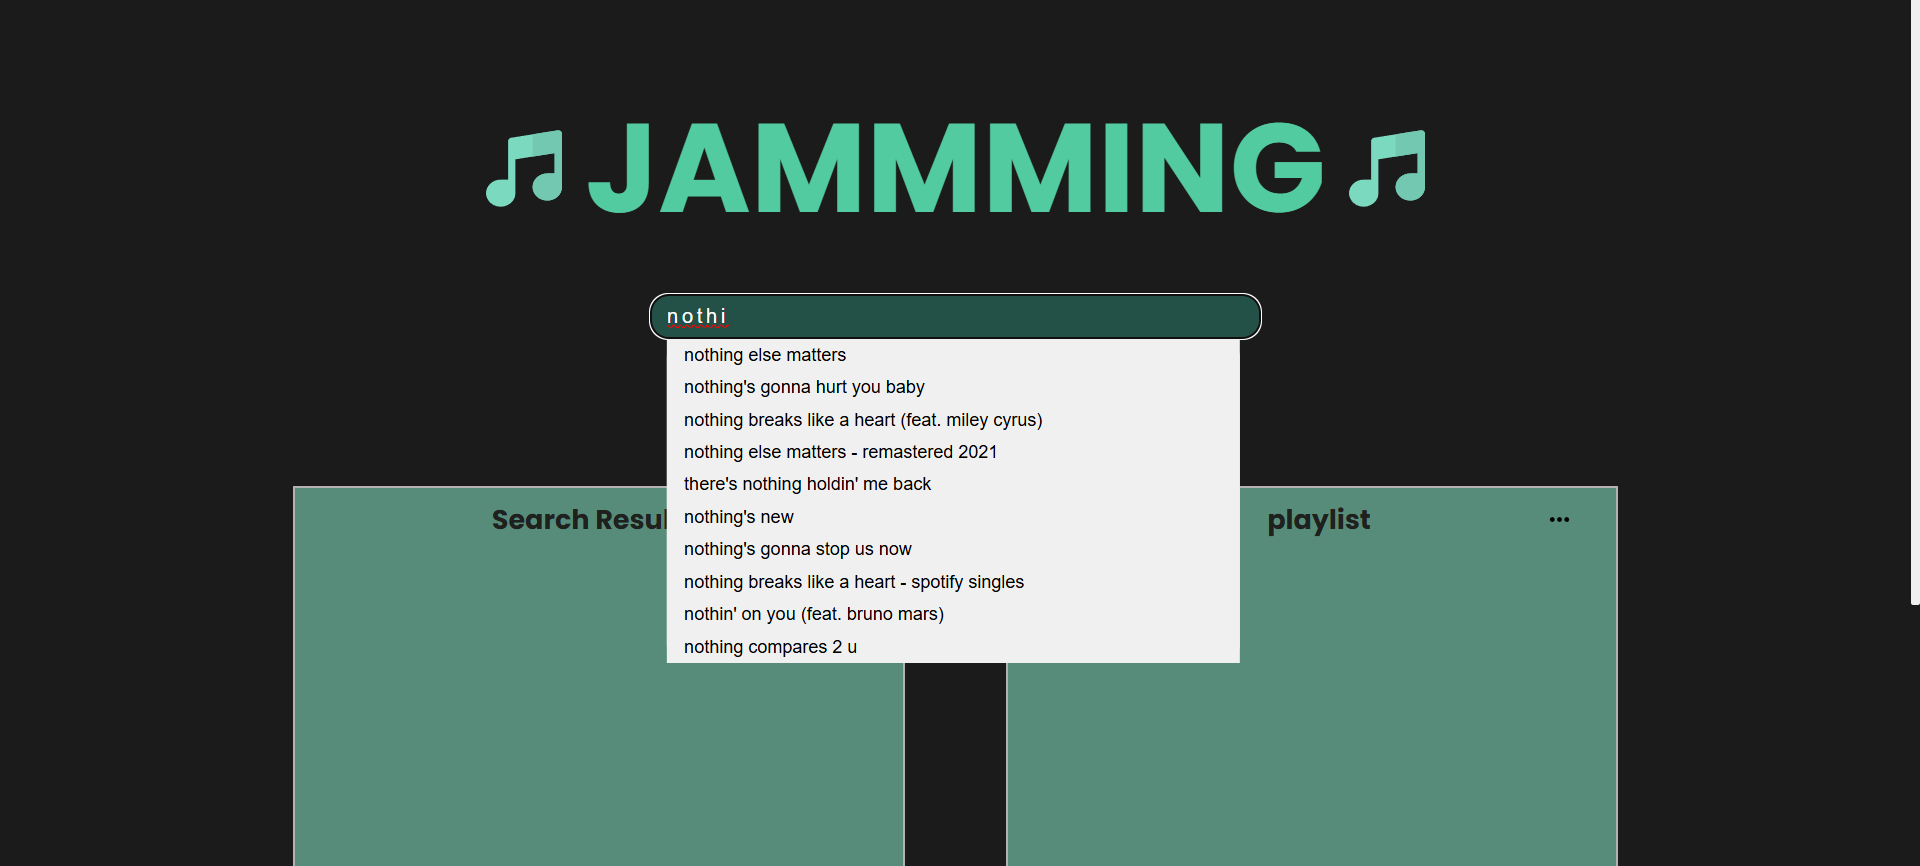 JAMMMING
nothi
nothing else matters
nothing's gonna hurt you baby
nothing breaks like a heart (feat. miley cyrus)
nothing else matters - remastered 2021
there's nothing holdin' me back
nothing's new
nothing's gonna stop us now
nothing breaks like a heart - spotify singles
nothin' on you (feat. bruno mars)
nothing compares 2 u
Search
playlist